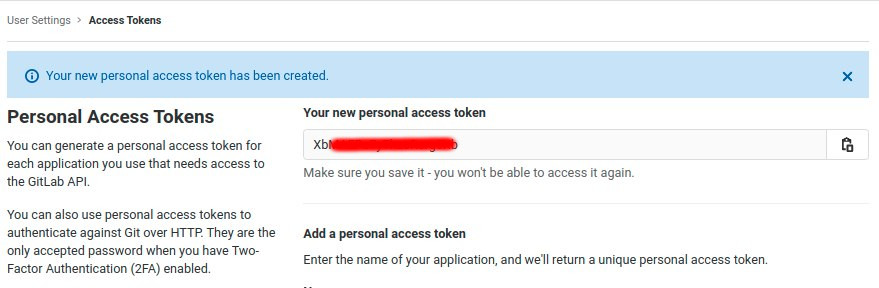 User Settings > Access Tokens
Your new personal access token has been created.
Personal Access Tokens
You can generate a personal access token for
each application you use that needs access to
the GitLab API.
You can also use personal access tokens to
authenticate against Git over HTTP. They are the
only accepted password when you have Two-
Factor Authentication (2FA) enabled.
Your new personal access token
Make sure you save it - you won't be able to access it again.
Add a personal access token
Enter the name of your application, and we'll return a unique personal access token.